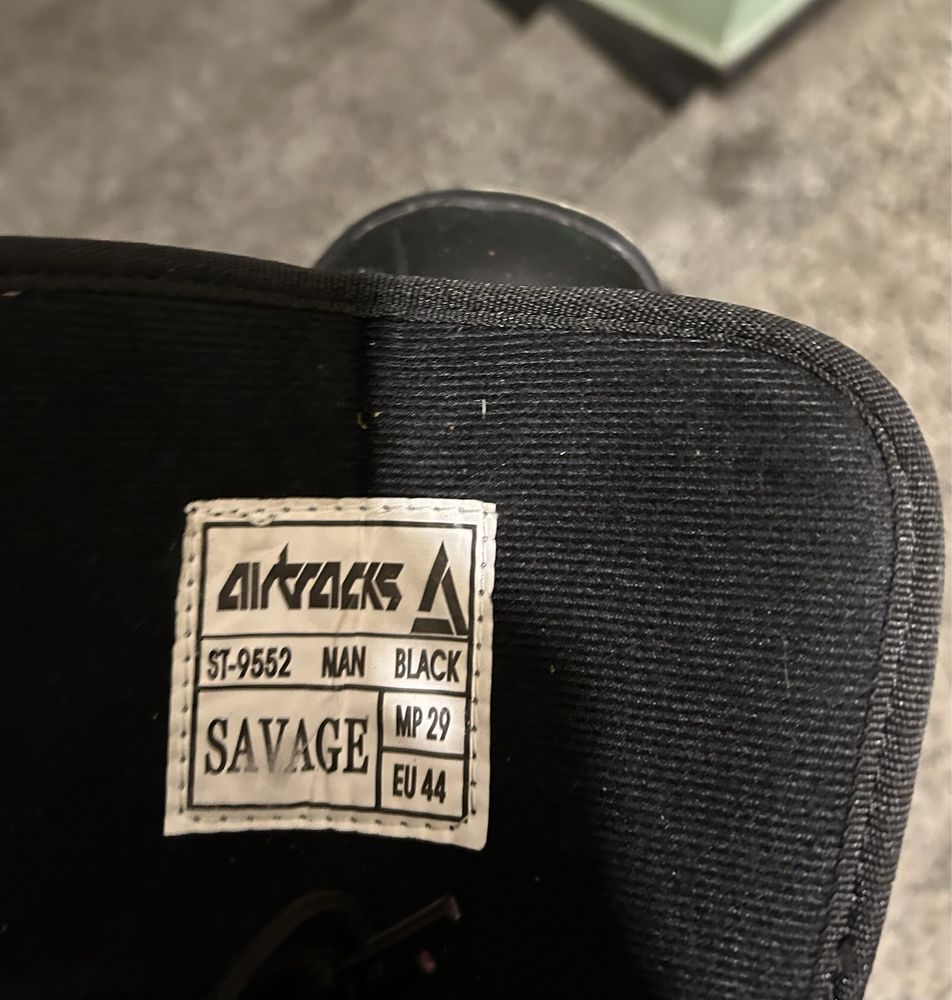 airtracks
ST-9552 MAN BLACK
SAVAGE
MP 29
EU 44